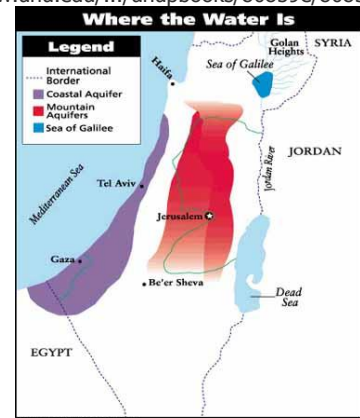 Where the Water Is
Legend
International
Border
Coastal Aquifer
Mountain
Aquifers
Sea of Galilee
Golan
Heights
SYRIA
Haifa
Sea of Galilee
Mediterranean Sea
JORDAN
Jordan River
Tel Aviv
Jerusalem
Gaza
Be'er Sheva
Dead
Sea
EGYPT